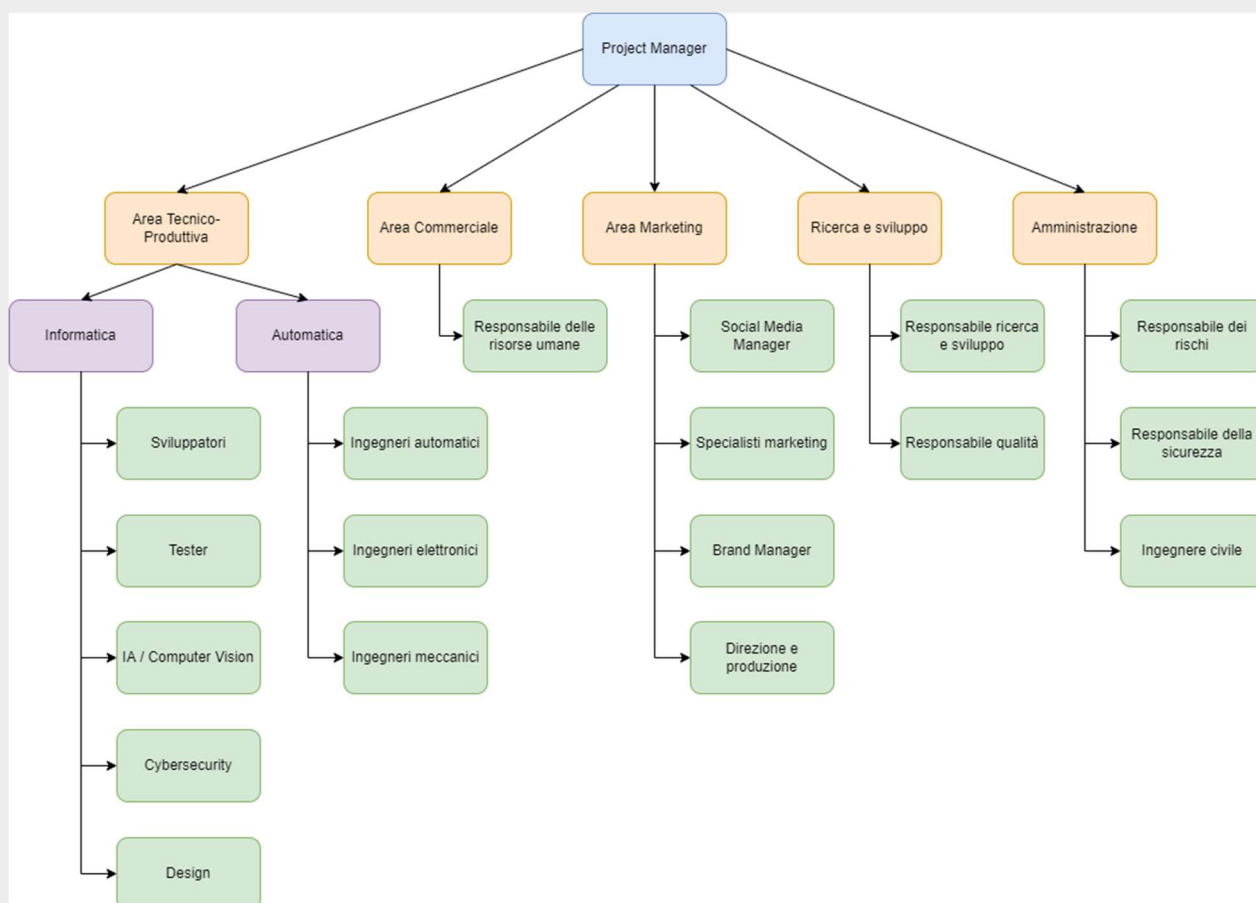 Project Manager
Area Tecnico-
Produttiva
Area Commerciale
Area Marketing
Ricerca e sviluppo
Amministrazione
Informatica
Automatica
Responsabile delle
risorse umane
Social Media
Manager
Responsabile ricerca
e sviluppo
Responsabile dei
rischi
Sviluppatori
Ingegneri automatici
Specialisti marketing
Responsabile qualità
Responsabile della
sicurezza
Tester
Ingegneri elettronici
Brand Manager
Ingegnere civile
IA / Computer Vision
Ingegneri meccanici
Direzione e
produzione
Cybersecurity
Design